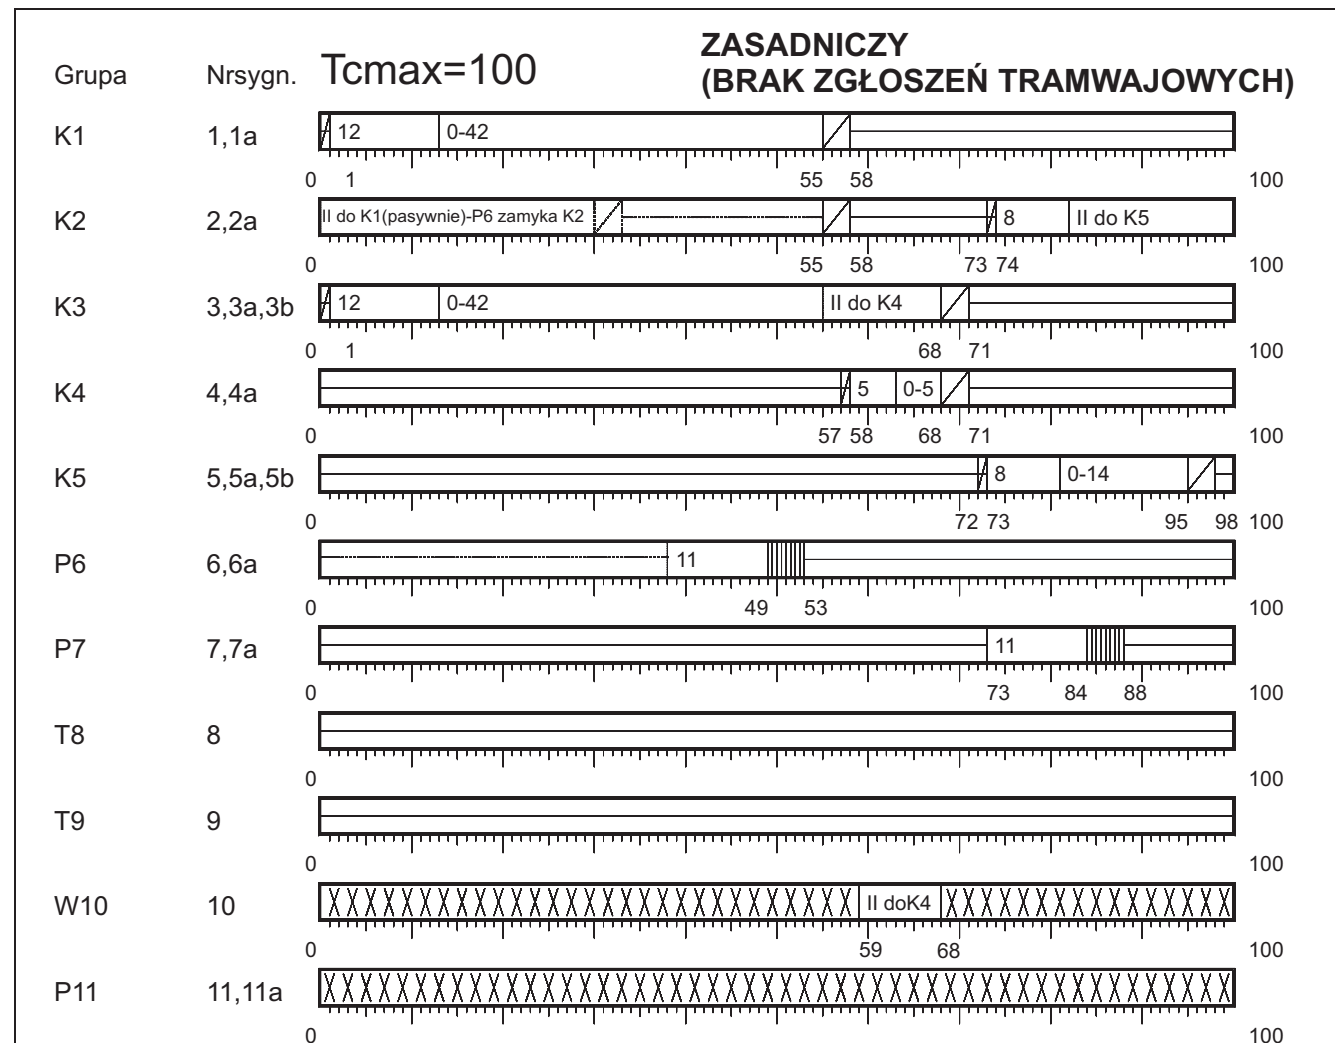 Grupa Nrsygn. Tcmax=100 ZASADNICZY
(BRAK ZGŁOSZEŃ TRAMWAJOWYCH)
K1 1,1a 12 0-42
0 1 55 58 100
K2 2,2a II do K1(pasywnie)-P6 zamyka K2 8 II do K5
0 55 58 73 74 100
K3 3,3a,3b 12 0-42 II do K4
0 1 68 71 100
K4 4,4a 5 0-5
0 57 58 68 71 100
K5 5,5a,5b 8 0-14
0 72 73 95 98 100
P6 6,6a 11
0 49 53 100
P7 7,7a 11
0 73 84 88 100
T8 8
0 100
T9 9
0 100
W10 10 II doK4
0 59 68 100
P11 11,11a
0 100